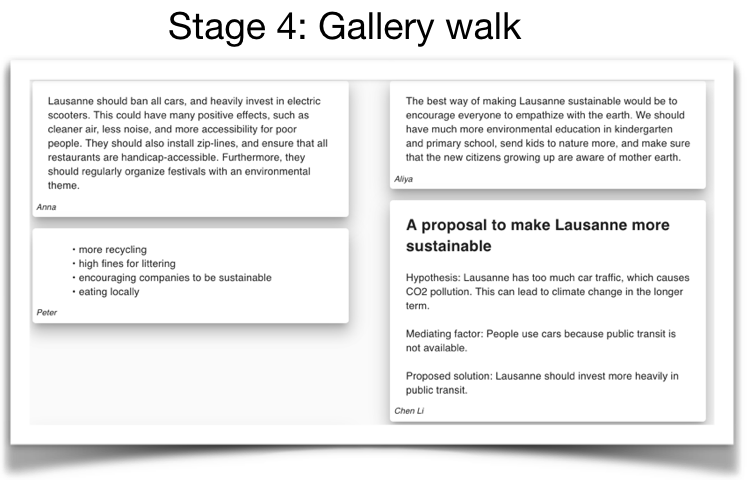 Stage 4: Gallery walk
Lausanne should ban all cars, and heavily invest in electric
scooters. This could have many positive effects, such as
cleaner air, less noise, and more accessibility for poor
people. They should also install zip-lines, and ensure that all
restaurants are handicap-accessible. Furthermore, they
should regularly organize festivals with an environmental
theme.
Anna
• more recycling
• high fines for littering
• encouraging companies to be sustainable
• eating locally
Peter
The best way of making Lausanne sustainable would be to
encourage everyone to empathize with the earth. We should
have much more environmental education in kindergarten
and primary school, send kids to nature more, and make sure
that the new citizens growing up are aware of mother earth.
Aliya
A proposal to make Lausanne more
sustainable
Hypothesis: Lausanne has too much car traffic, which causes
CO2 pollution. This can lead to climate change in the longer
term.
Mediating factor: People use cars because public transit is
not available.
Proposed solution: Lausanne should invest more heavily in
public transit.
Chen Li